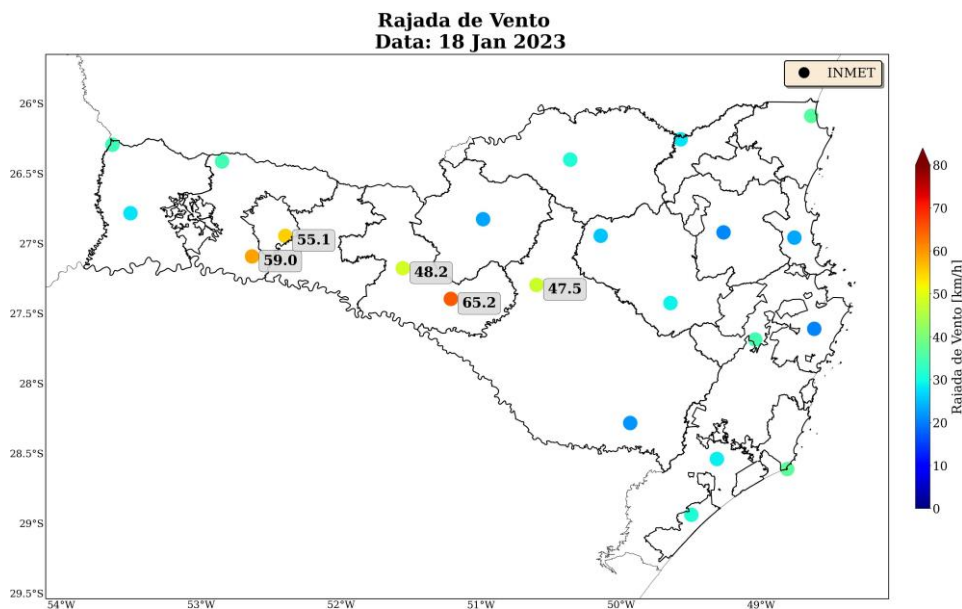 Rajada de Vento
Data: 18 Jan 2023
INMET
26°S
26.5°S
27°S
27.5°S
28°S
28.5°S
29°S
29.5°S
54°W
53°W
52°W
51°W
50°W
49°W
55.1
59.0
48.2
65.2
47.5
80
70
60
50
40
30
20
10
0
Rajada de Vento [km/h]